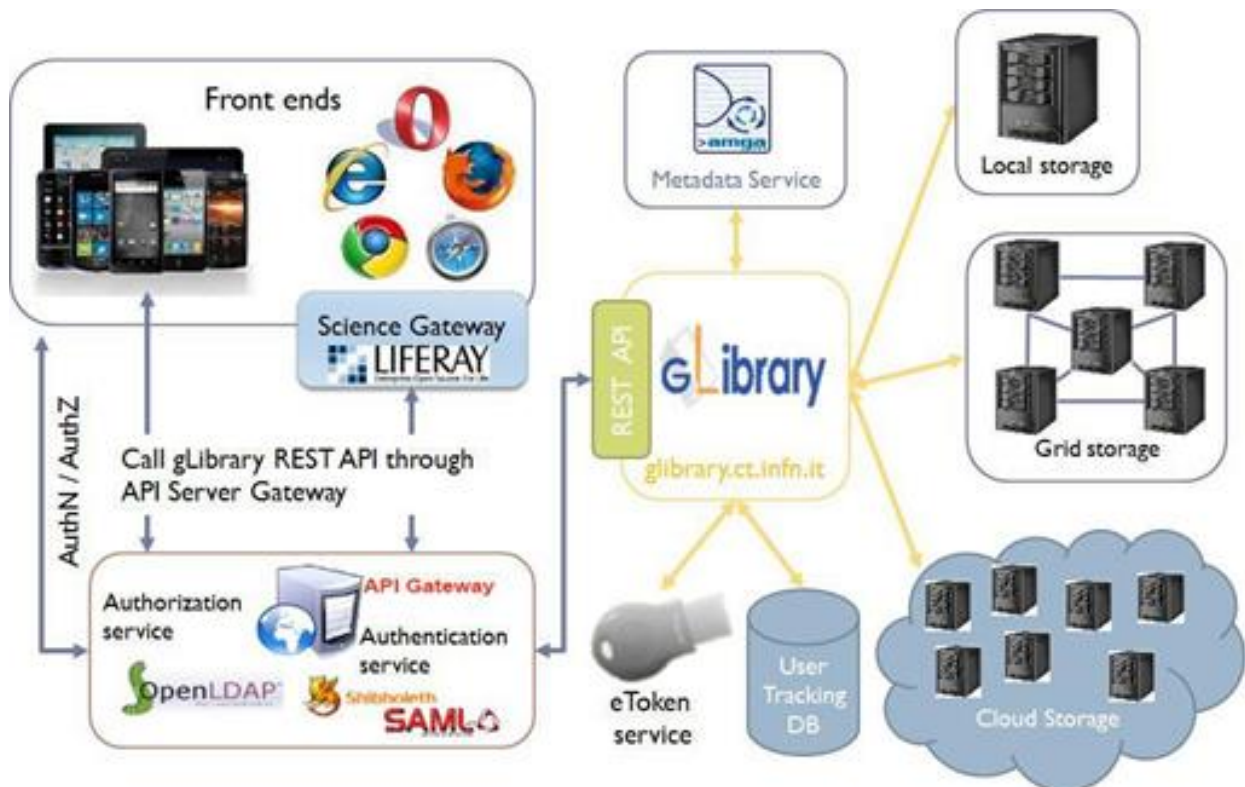 Front ends
Science Gateway
LIFERAY
AuthN / AuthZ
Call gLibrary REST API through
API Server Gateway
API Gateway
Authorization
service
Authentication
service
OpenLDAP
Shibboleth
SAML
>amga
Metadata Service
REST API
gLibrary
glibrary.ct.infn.it
eToken
service
User
Tracking
DB
Local storage
Grid storage
Cloud Storage